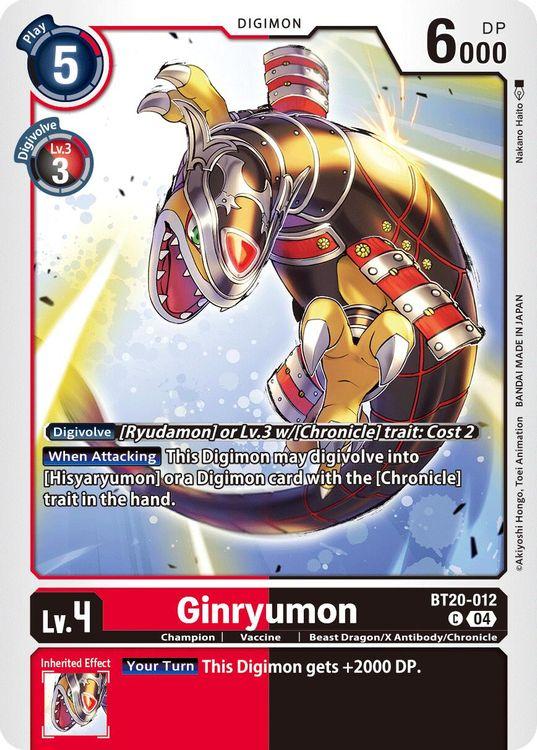 DIGIMON
Play
5
DP
6000
Digivolve
Lv.3
3
Nakano Haito
©Akiyoshi Hongo, Toei Animation BANDAI MADE IN JAPAN
Digivolve [Ryudamon] or Lv.3 w/[Chronicle] trait: Cost 2
When Attacking This Digimon may digivolve into
[Hisyaryumon] or a Digimon card with the [Chronicle]
trait in the hand.
Lv.4
Ginryumon
BT20-012
C 04
Champion | Vaccine | Beast Dragon/X Antibody/Chronicle
Inherited Effect
Your Turn This Digimon gets +2000 DP.